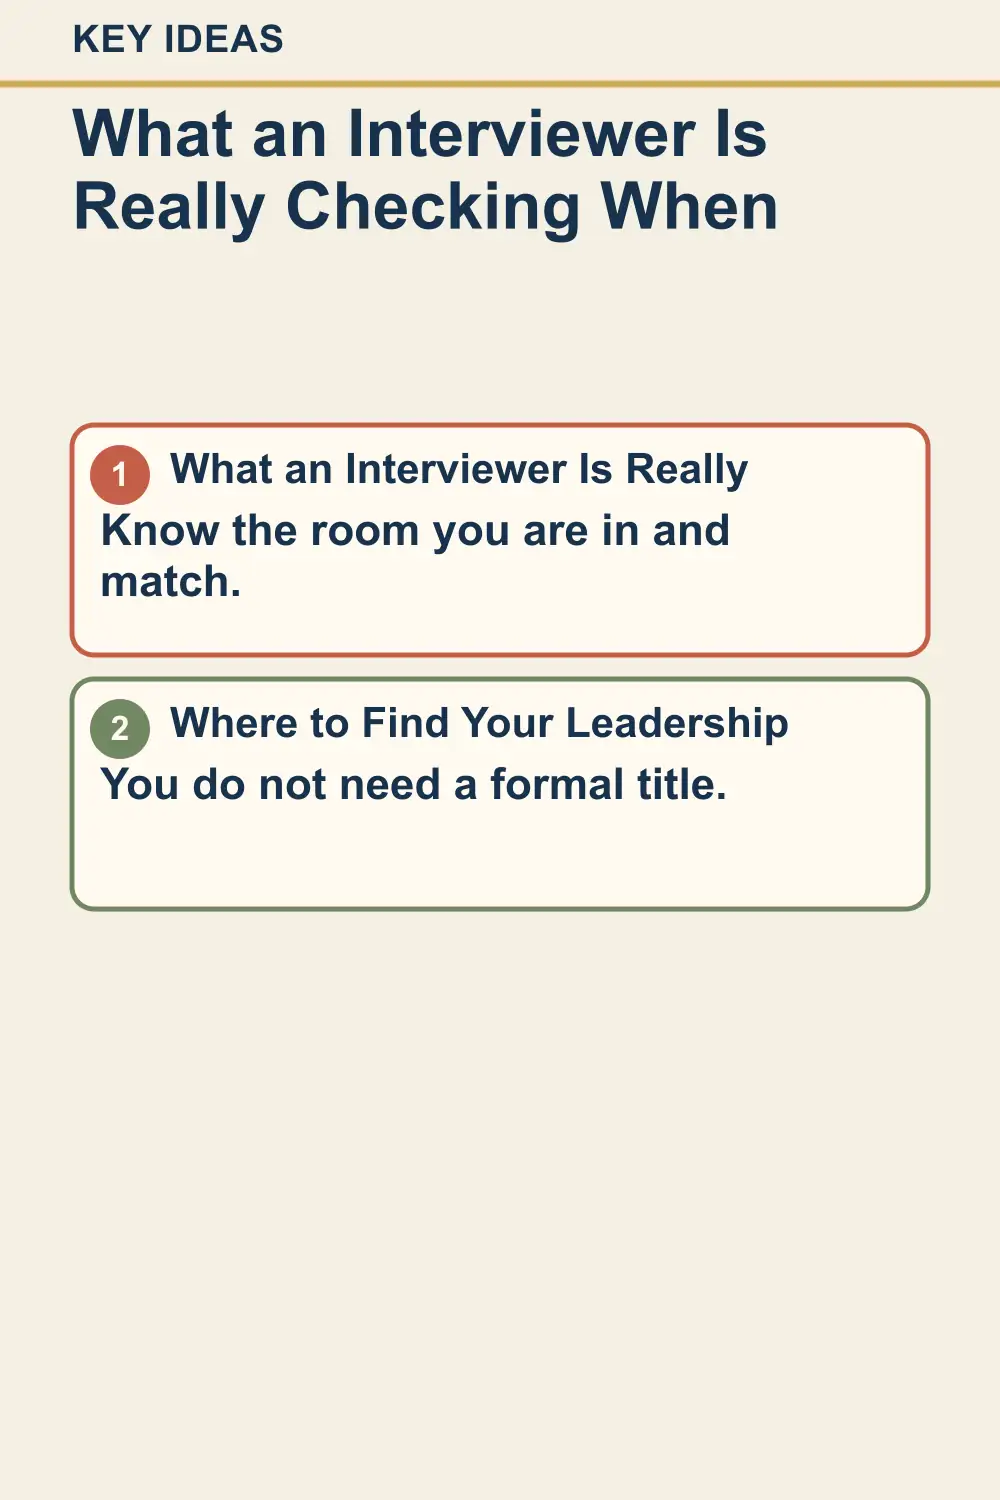 KEY IDEAS
What an Interviewer Is
Really Checking When
1 What an Interviewer Is Really
Know the room you are in and
match.
2 Where to Find Your Leadership
You do not need a formal title.